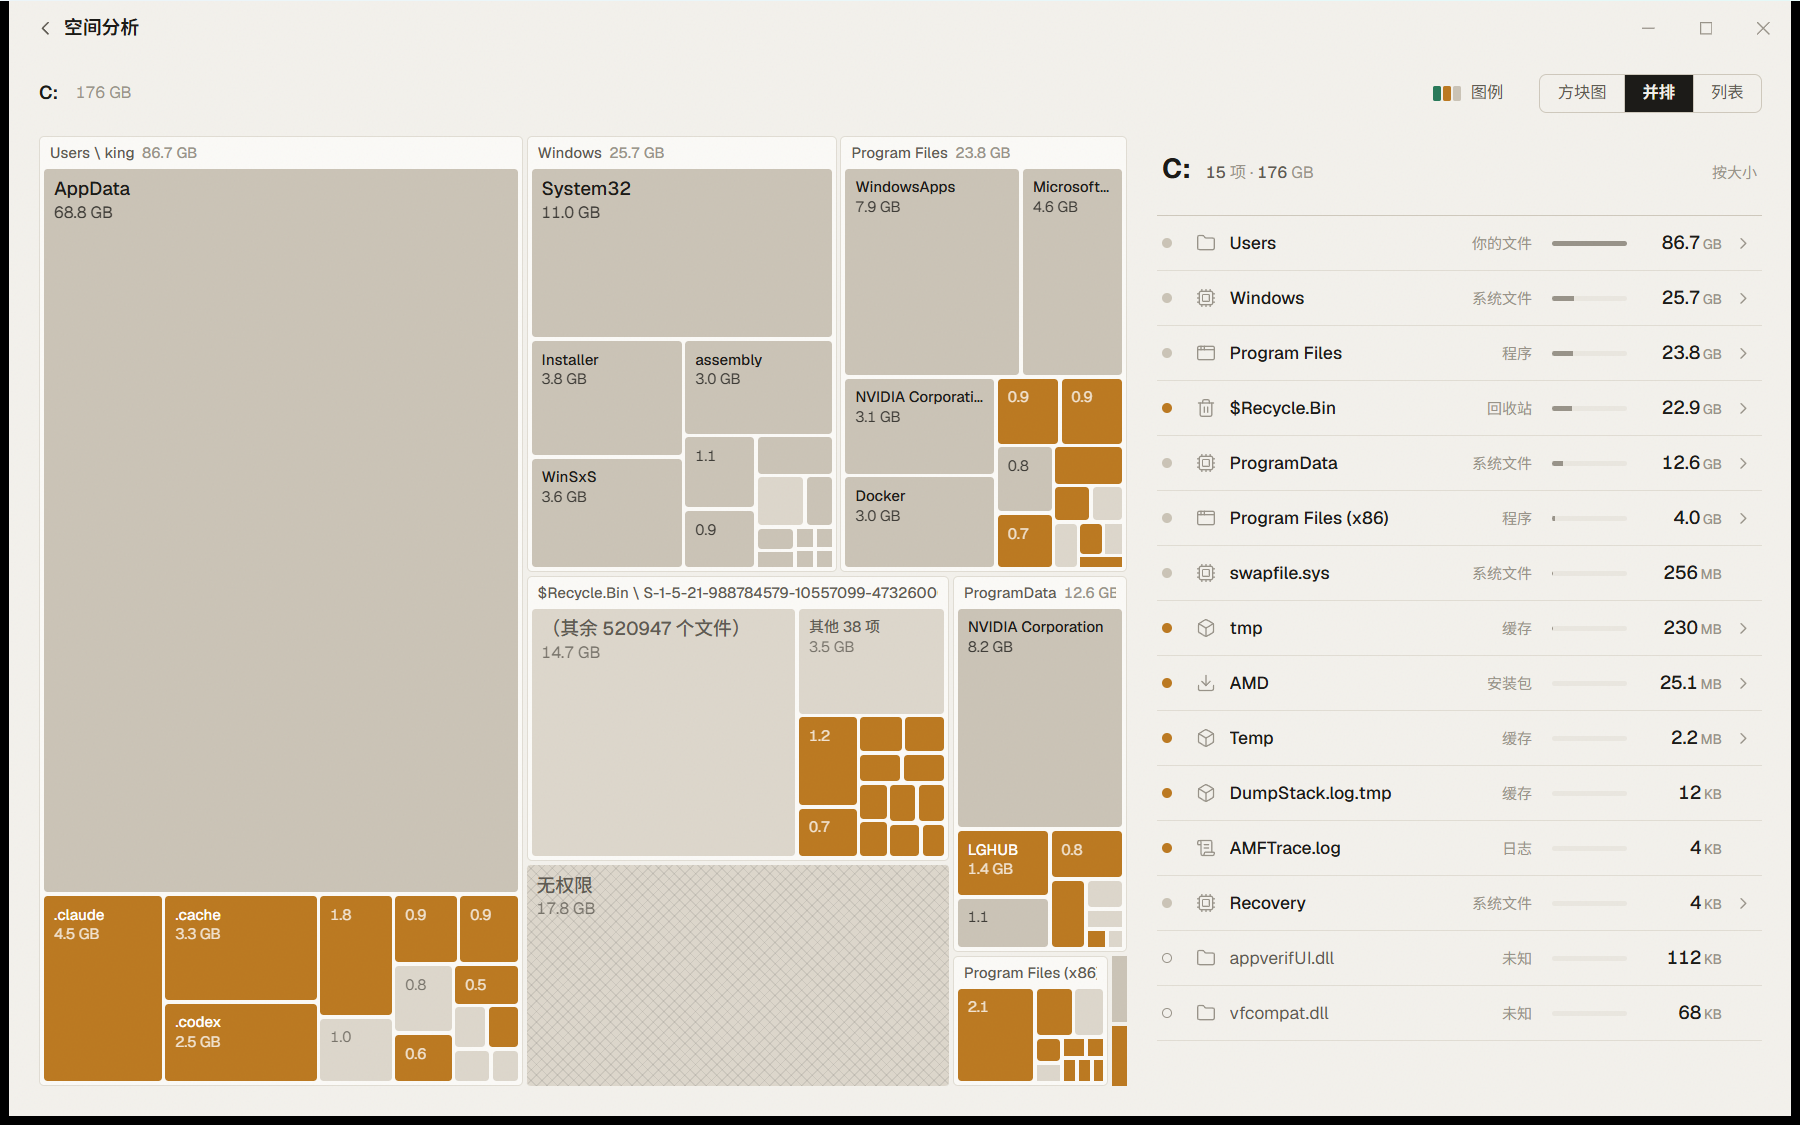 空间分析
C: 176 GB
图例
方块图 并排 列表
Users \ king 86.7 GB
AppData
68.8 GB
.claude
4.5 GB
.cache
3.3 GB
.codex
2.5 GB
1.8
1.0
0.9
0.9
0.8
0.5
0.6
Windows 25.7 GB
System32
11.0 GB
Installer
3.8 GB
assembly
3.0 GB
WinSxS
3.6 GB
1.1
0.9
Program Files 23.8 GB
WindowsApps
7.9 GB
Microsoft...
4.6 GB
NVIDIA Corporati...
3.1 GB
Docker
3.0 GB
0.9
0.9
0.8
0.7
$Recycle.Bin \ S-1-5-21-988784579-10557099-4732600
（其余 520947 个文件）
14.7 GB
其他 38 项
3.5 GB
1.2
0.7
无权限
17.8 GB
ProgramData 12.6 GB
NVIDIA Corporation
8.2 GB
LGHUB
1.4 GB
0.8
1.1
Program Files (x86)
2.1
C: 15 项 · 176 GB 按大小
Users 你的文件 86.7 GB
Windows 系统文件 25.7 GB
Program Files 程序 23.8 GB
$Recycle.Bin 回收站 22.9 GB
ProgramData 系统文件 12.6 GB
Program Files (x86) 程序 4.0 GB
swapfile.sys 系统文件 256 MB
tmp 缓存 230 MB
AMD 安装包 25.1 MB
Temp 缓存 2.2 MB
DumpStack.log.tmp 缓存 12 KB
AMFTrace.log 日志 4 KB
Recovery 系统文件 4 KB
appverifUI.dll 未知 112 KB
vfcompat.dll 未知 68 KB